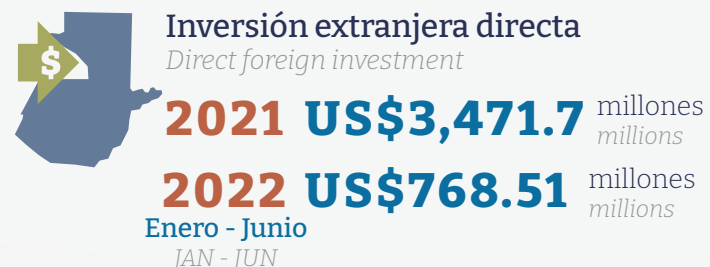 $
Inversión extranjera directa
Direct foreign investment
2021 US$3,471.7 millones
millions
2022 US$768.51 millones
millions
Enero - Junio
JAN - JUN